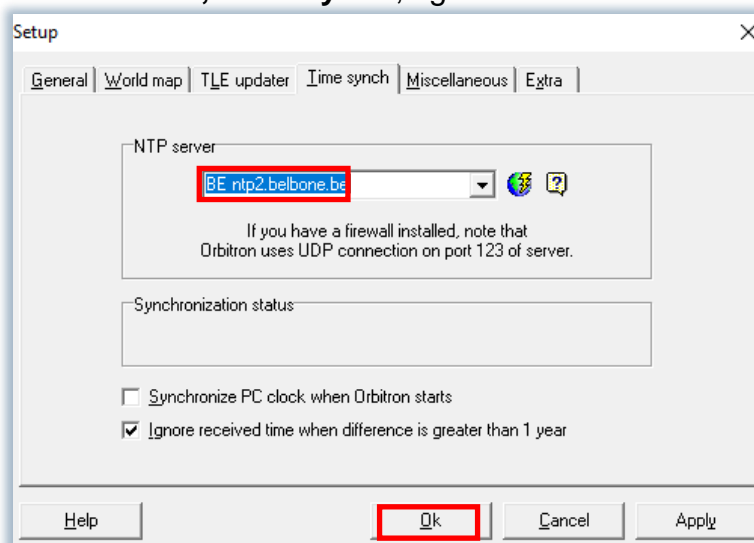 Setup
General World map TLE updater Time synch Miscellaneous Extra
NTP server
BE ntp2.belbone.be
If you have a firewall installed, note that
Orbitron uses UDP connection on port 123 of server.
Synchronization status
Synchronize PC clock when Orbitron starts
Ignore received time when difference is greater than 1 year
Help Ok Cancel Apply